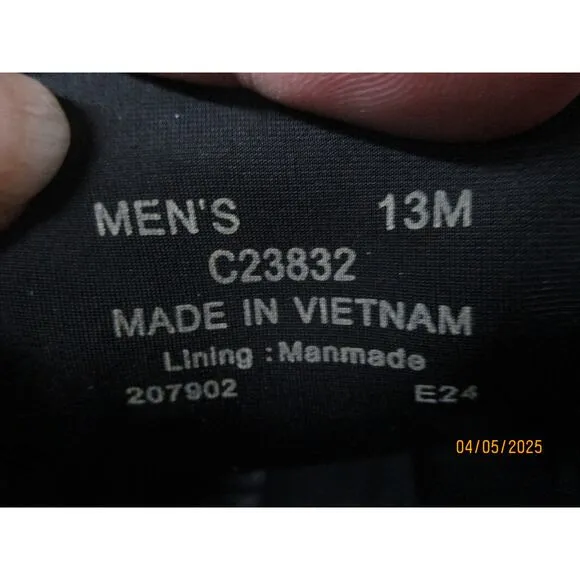 MEN'S 13M
C23832
MADE IN VIETNAM
Lining : Manmade
207902 E24
04/05/2025